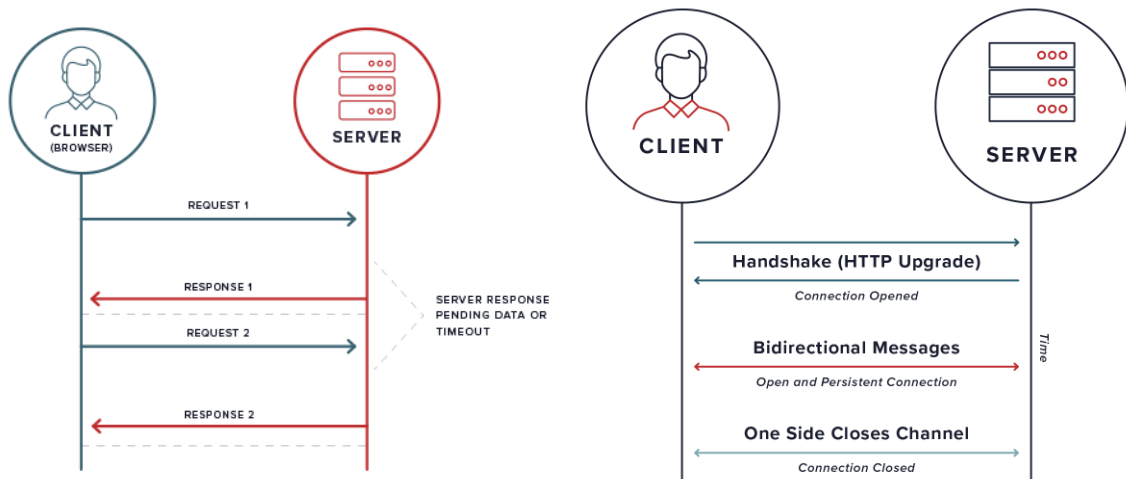 CLIENT
(BROWSER)
SERVER
REQUEST 1
RESPONSE 1
SERVER RESPONSE
PENDING DATA OR
TIMEOUT
REQUEST 2
RESPONSE 2
CLIENT
SERVER
Handshake (HTTP Upgrade)
Connection Opened
Bidirectional Messages
Open and Persistent Connection
Time
One Side Closes Channel
Connection Closed